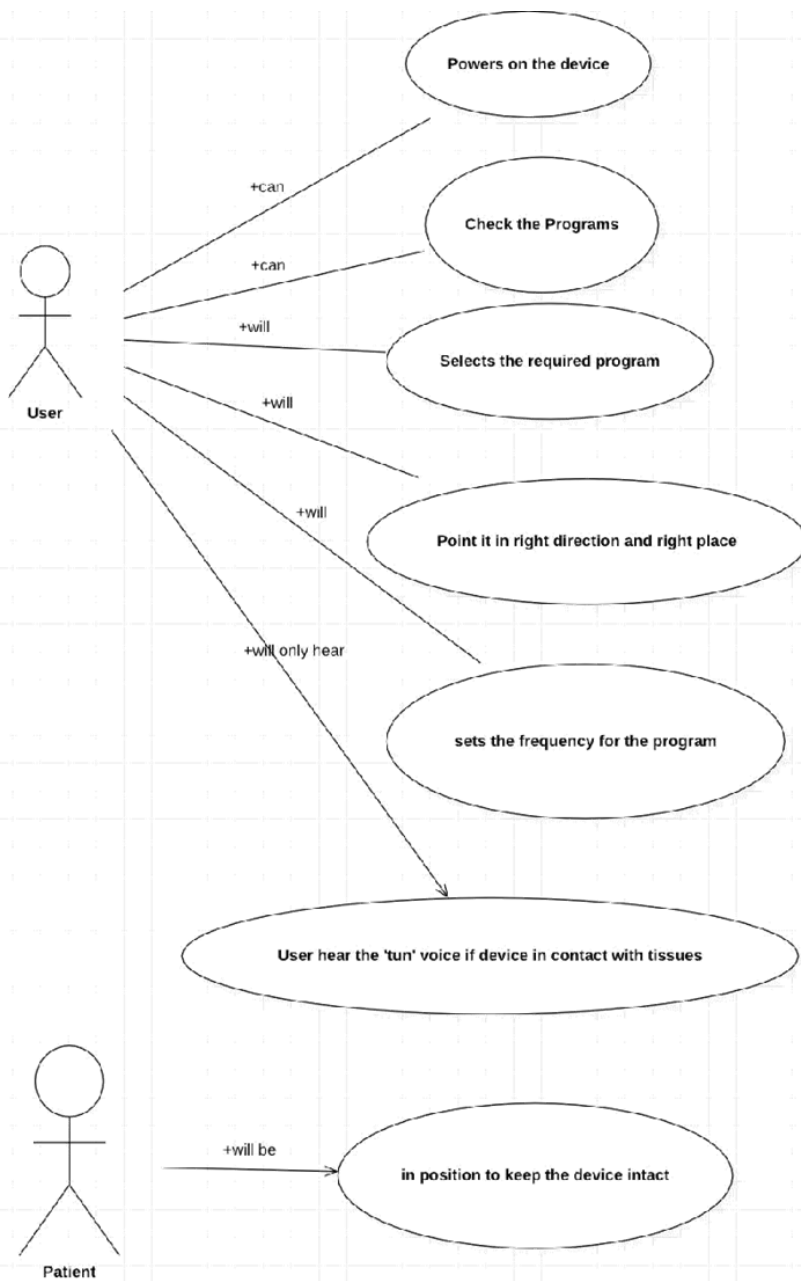 Powers on the device
+can
Check the Programs
+can
+will
Selects the required program
User
+will
+will
Point it in right direction and right place
+will only hear
sets the frequency for the program
User hear the 'tun' voice if device in contact with tissues
+will be
in position to keep the device intact
Patient